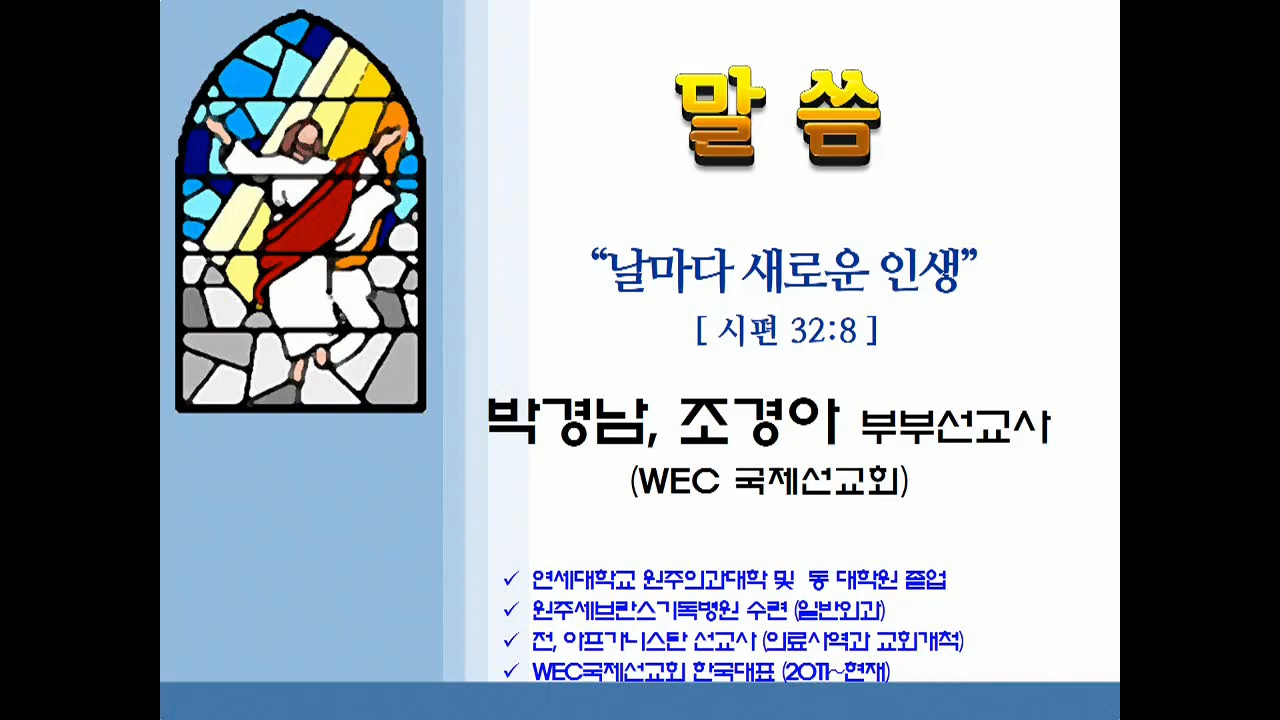 말 씀
“날마다 새로운 인생”
[ 시편 32:8 ]
박경남, 조경아 부부선교사
(WEC 국제선교회)
✓ 연세대학교 원주의과대학 및 동 대학원 졸업
✓ 원주세브란스기독병원 수련 (일반외과)
✓ 전, 아프가니스탄 선교사 (의료사역과 교회개척)
✓ WEC국제선교회 한국대표 (2011~현재)